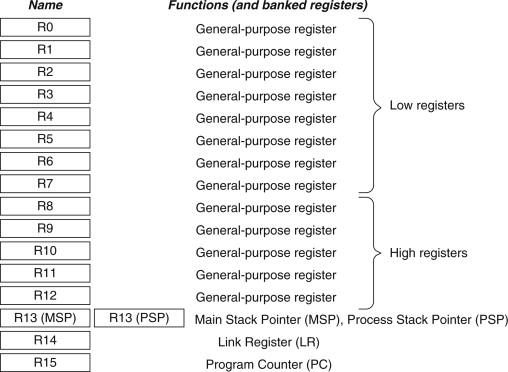 Name Functions (and banked registers)
R0 General-purpose register
R1 General-purpose register
R2 General-purpose register
R3 General-purpose register
Low registers
R4 General-purpose register
R5 General-purpose register
R6 General-purpose register
R7 General-purpose register
R8 General-purpose register
R9 General-purpose register
R10 General-purpose register
High registers
R11 General-purpose register
R12 General-purpose register
R13 (MSP) R13 (PSP) Main Stack Pointer (MSP), Process Stack Pointer (PSP)
R14 Link Register (LR)
R15 Program Counter (PC)